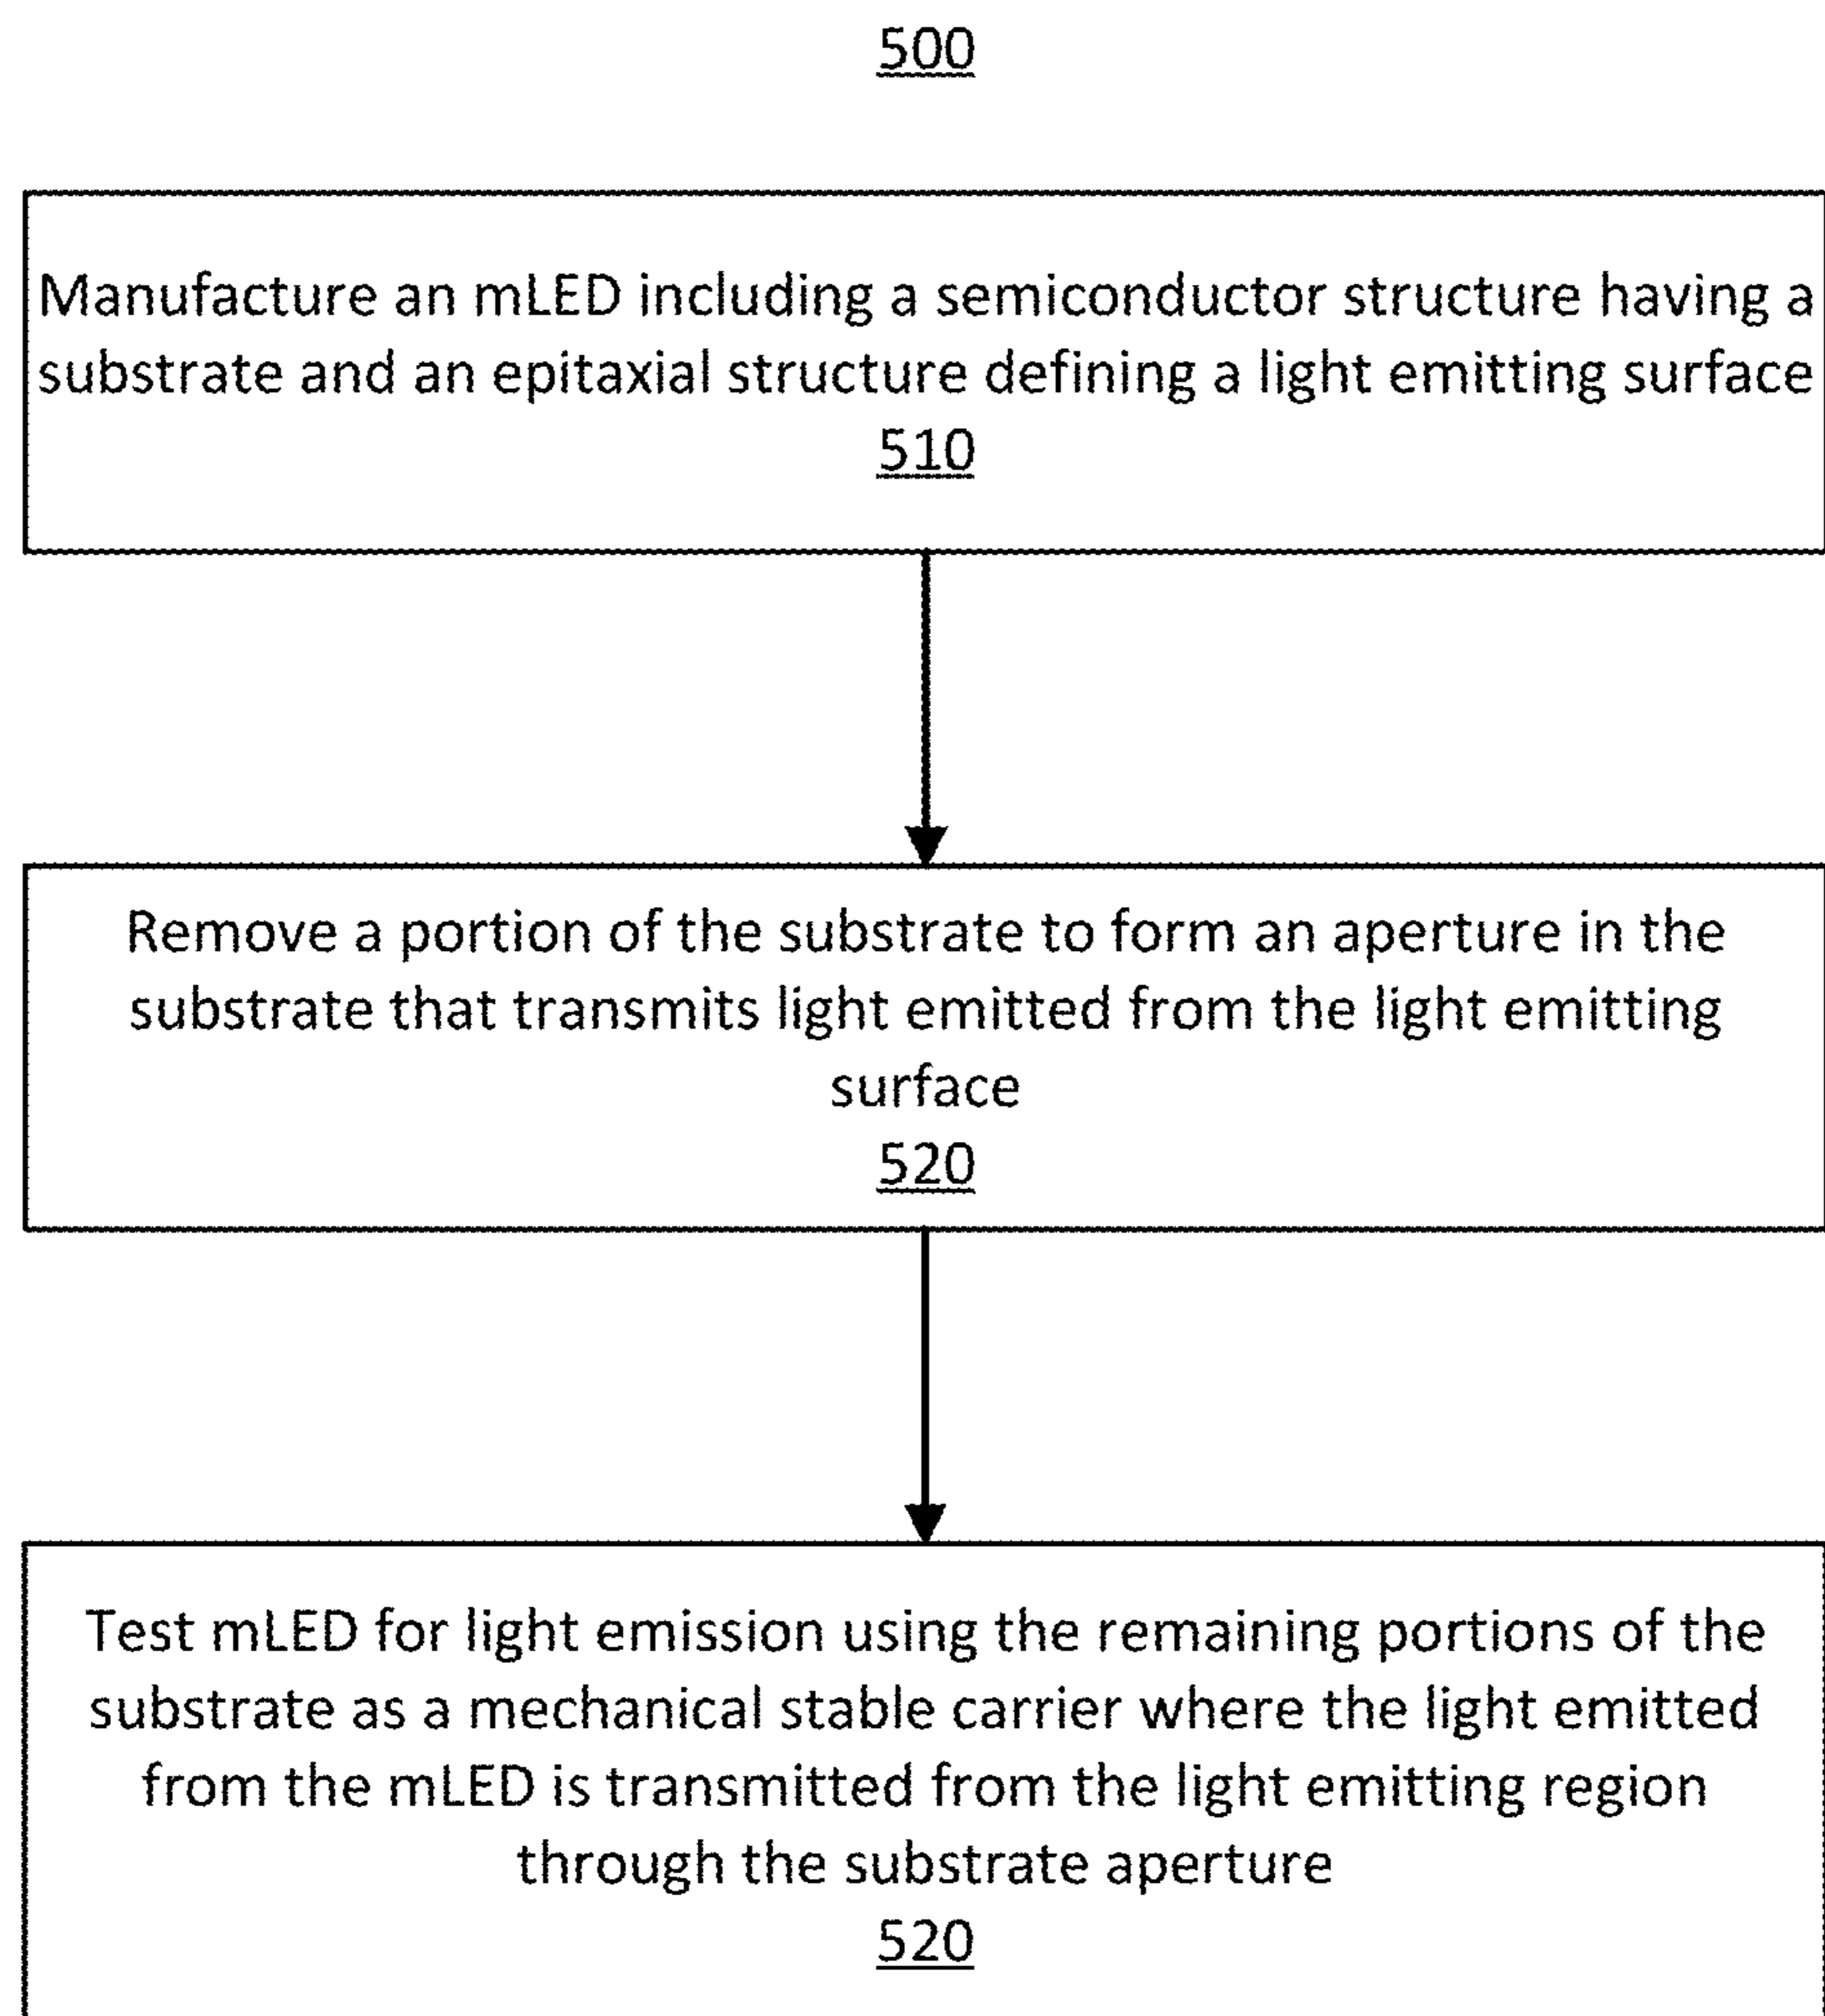 500
Manufacture an mLED including a semiconductor structure having a
substrate and an epitaxial structure defining a light emitting surface
510
Remove a portion of the substrate to form an aperture in the
substrate that transmits light emitted from the light emitting
surface
520
Test mLED for light emission using the remaining portions of the
substrate as a mechanical stable carrier where the light emitted
from the mLED is transmitted from the light emitting region
through the substrate aperture
520